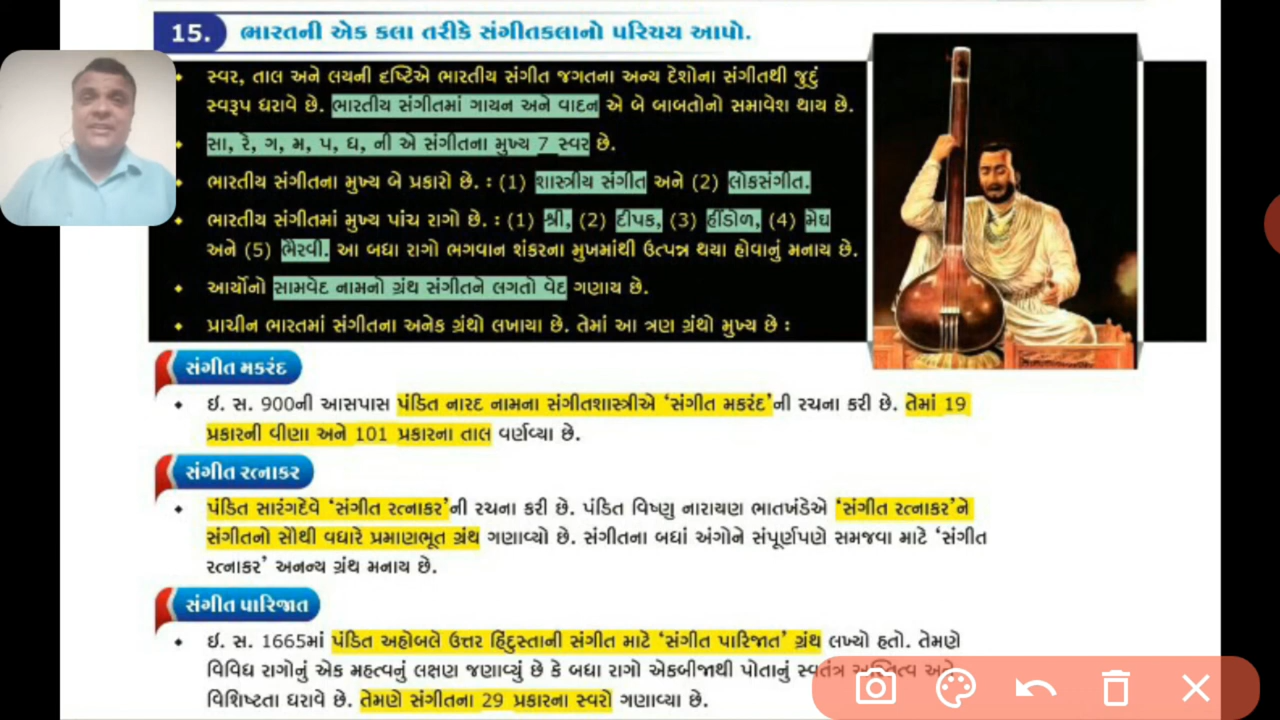 15. ભારતની એક કલા તરીકે સંગીતકલાનો પરિચય આપો.
સ્વર, તાલ અને લયની દૃષ્ટિએ ભારતીય સંગીત જગતના અન્ય દેશોના સંગીતથી જુદું
સ્વરૂપ ધરાવે છે. ભારતીય સંગીતમાં ગાયન અને વાદન એ બે બાબતોનો સમાવેશ થાય છે.
સા, રે, ગ, મ, પ, ધ, ની એ સંગીતના મુખ્ય 7 સ્વર છે.
ભારતીય સંગીતના મુખ્ય બે પ્રકારો છે. : (1) શાસ્ત્રીય સંગીત અને (2) લોકસંગીત.
ભારતીય સંગીતમાં મુખ્ય પાંચ રાગો છે. : (1) શ્રી, (2) દીપક, (3) હીંડોળ, (4) મેઘ
અને (5) ભૈરવી. આ બધા રાગો ભગવાન શંકરના મુખમાંથી ઉત્પન્ન થયા હોવાનું મનાય છે.
આર્યોનો સામવેદ નામનો ગ્રંથ સંગીતને લગતો વેદ ગણાય છે.
પ્રાચીન ભારતમાં સંગીતના અનેક ગ્રંથો લખાયા છે. તેમાં આ ત્રણ ગ્રંથો મુખ્ય છે :
સંગીત મકરંદ
ઇ. સ. 900ની આસપાસ પંડિત નારદ નામના સંગીતશાસ્ત્રીએ ‘સંગીત મકરંદ’ની રચના કરી છે. તેમાં 19
પ્રકારની વીણા અને 101 પ્રકારના તાલ વર્ણવ્યા છે.
સંગીત રત્નાકર
પંડિત સારંગદેવે ‘સંગીત રત્નાકર’ની રચના કરી છે. પંડિત વિષ્ણુ નારાયણ ભાતખંડેએ ‘સંગીત રત્નાકર’ને
સંગીતનો સૌથી વધારે પ્રમાણભૂત ગ્રંથ ગણાવ્યો છે. સંગીતના બધાં અંગોને સંપૂર્ણપણે સમજવા માટે ‘સંગીત
રત્નાકર’ અનન્ય ગ્રંથ મનાય છે.
સંગીત પારિજાત
ઇ. સ. 1665માં પંડિત અહોબલે ઉત્તર હિંદુસ્તાની સંગીત માટે ‘સંગીત પારિજાત’ ગ્રંથ લખ્યો હતો. તેમણે
વિવિધ રાગોનું એક મહત્વનું લક્ષણ જણાવ્યું છે કે બધા રાગો એકબીજાથી પોતાનું સ્વતંત્ર અસ્તિત્વ અને
વિશિષ્ટતા ધરાવે છે. તેમણે સંગીતના 29 પ્રકારના સ્વરો ગણાવ્યા છે.